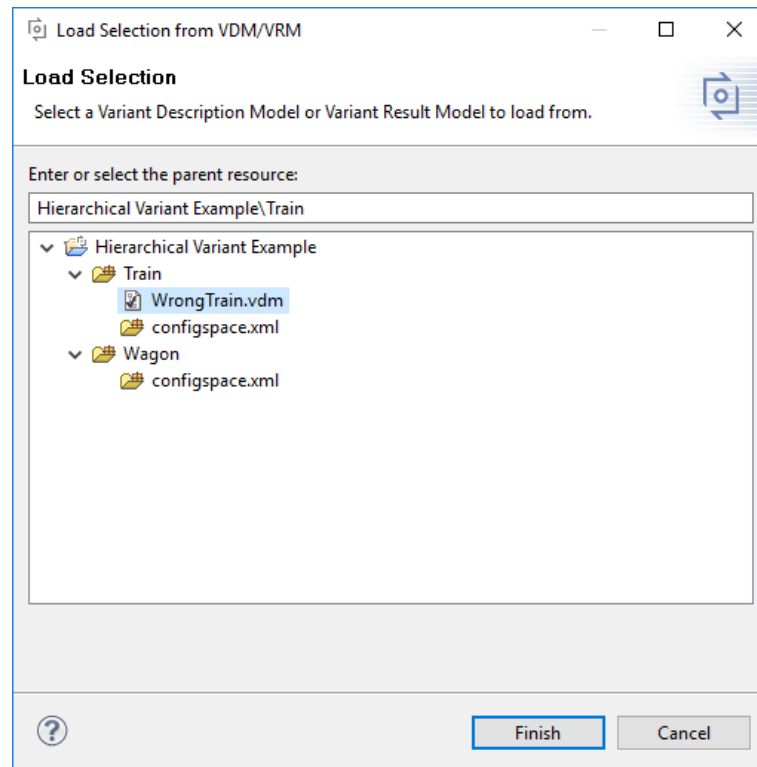 Load Selection from VDM/VRM
Load Selection
Select a Variant Description Model or Variant Result Model to load from.
Enter or select the parent resource:
Hierarchical Variant Example\Train
Hierarchical Variant Example
Train
WrongTrain.vdm
configspace.xml
Wagon
configspace.xml
?
Finish Cancel